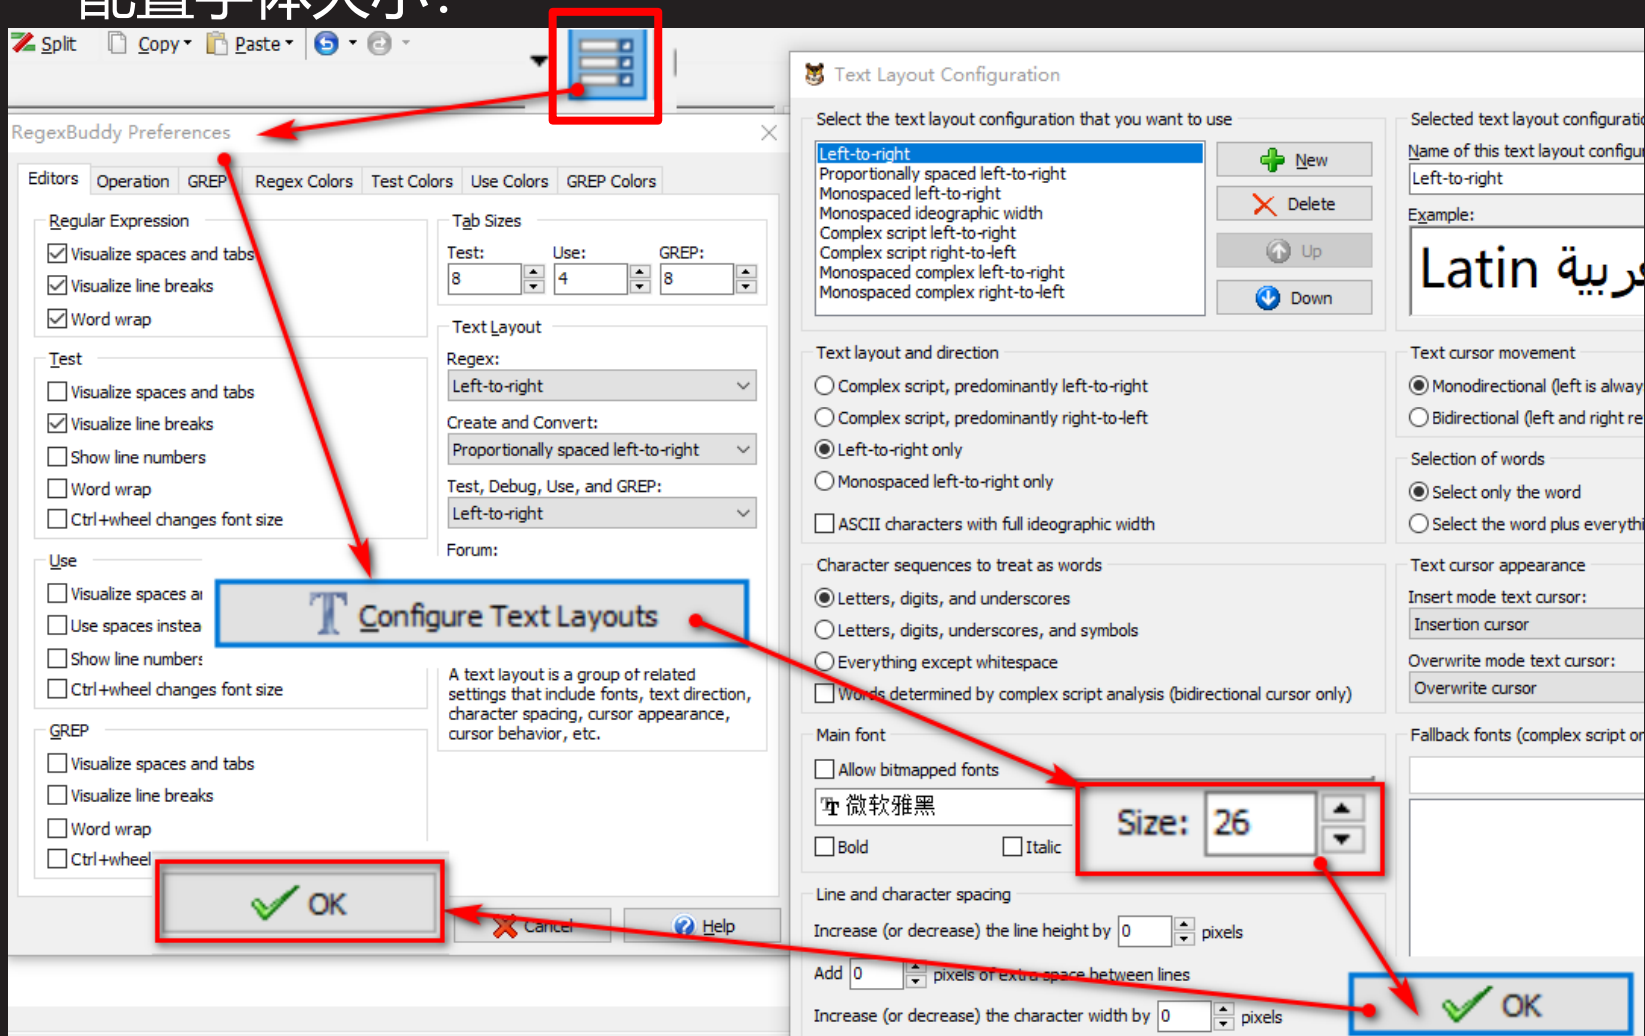 配置字体大小:
Split Copy Paste
RegexBuddy Preferences
Editors Operation GREP Regex Colors Test Colors Use Colors GREP Colors
Regular Expression
Visualize spaces and tabs
Visualize line breaks
Word wrap
Test
Visualize spaces and tabs
Visualize line breaks
Show line numbers
Word wrap
Ctrl+wheel changes font size
Use
Visualize spaces
Use spaces
Show line numbers
Ctrl+wheel changes font size
GREP
Visualize spaces and tabs
Visualize line breaks
Word wrap
Ctrl+wheel
Tab Sizes
Test: Use: GREP:
8 4 8
Text Layout
Regex:
Left-to-right
Create and Convert:
Proportionally spaced left-to-right
Test, Debug, Use, and GREP:
Left-to-right
Forum:
Configure Text Layouts
A text layout is a group of related
settings that include fonts, text direction,
character spacing, cursor appearance,
cursor behavior, etc.
OK Cancel Help
Text Layout Configuration
Select the text layout configuration that you want to use
Left-to-right
Proportionally spaced left-to-right
Monospaced left-to-right
Monospaced ideographic width
Complex script left-to-right
Complex script right-to-left
Monospaced complex left-to-right
Monospaced complex right-to-left
New
Delete
Up
Down
Text layout and direction
Complex script, predominantly left-to-right
Complex script, predominantly right-to-left
Left-to-right only
Monospaced left-to-right only
ASCII characters with full ideographic width
Character sequences to treat as words
Letters, digits, and underscores
Letters, digits, underscores, and symbols
Everything except whitespace
Words determined by complex script analysis (bidirectional cursor only)
Main font
Allow bitmapped fonts
微软雅黑
Size: 26
Bold Italic
Line and character spacing
Increase (or decrease) the line height by 0 pixels
Add 0 pixels of extra space between lines
Increase (or decrease) the character width by 0 pixels
Selected text layout
Name of this text layout
Left-to-right
Example:
Latin
Text cursor movement
Monodirectional (left is
Bidirectional (left and right
Selection of words
Select only the word
Select the word plus
Text cursor appearance
Insert mode text cursor:
Insertion cursor
Overwrite mode text cursor:
Overwrite cursor
Fallback fonts (complex script
OK